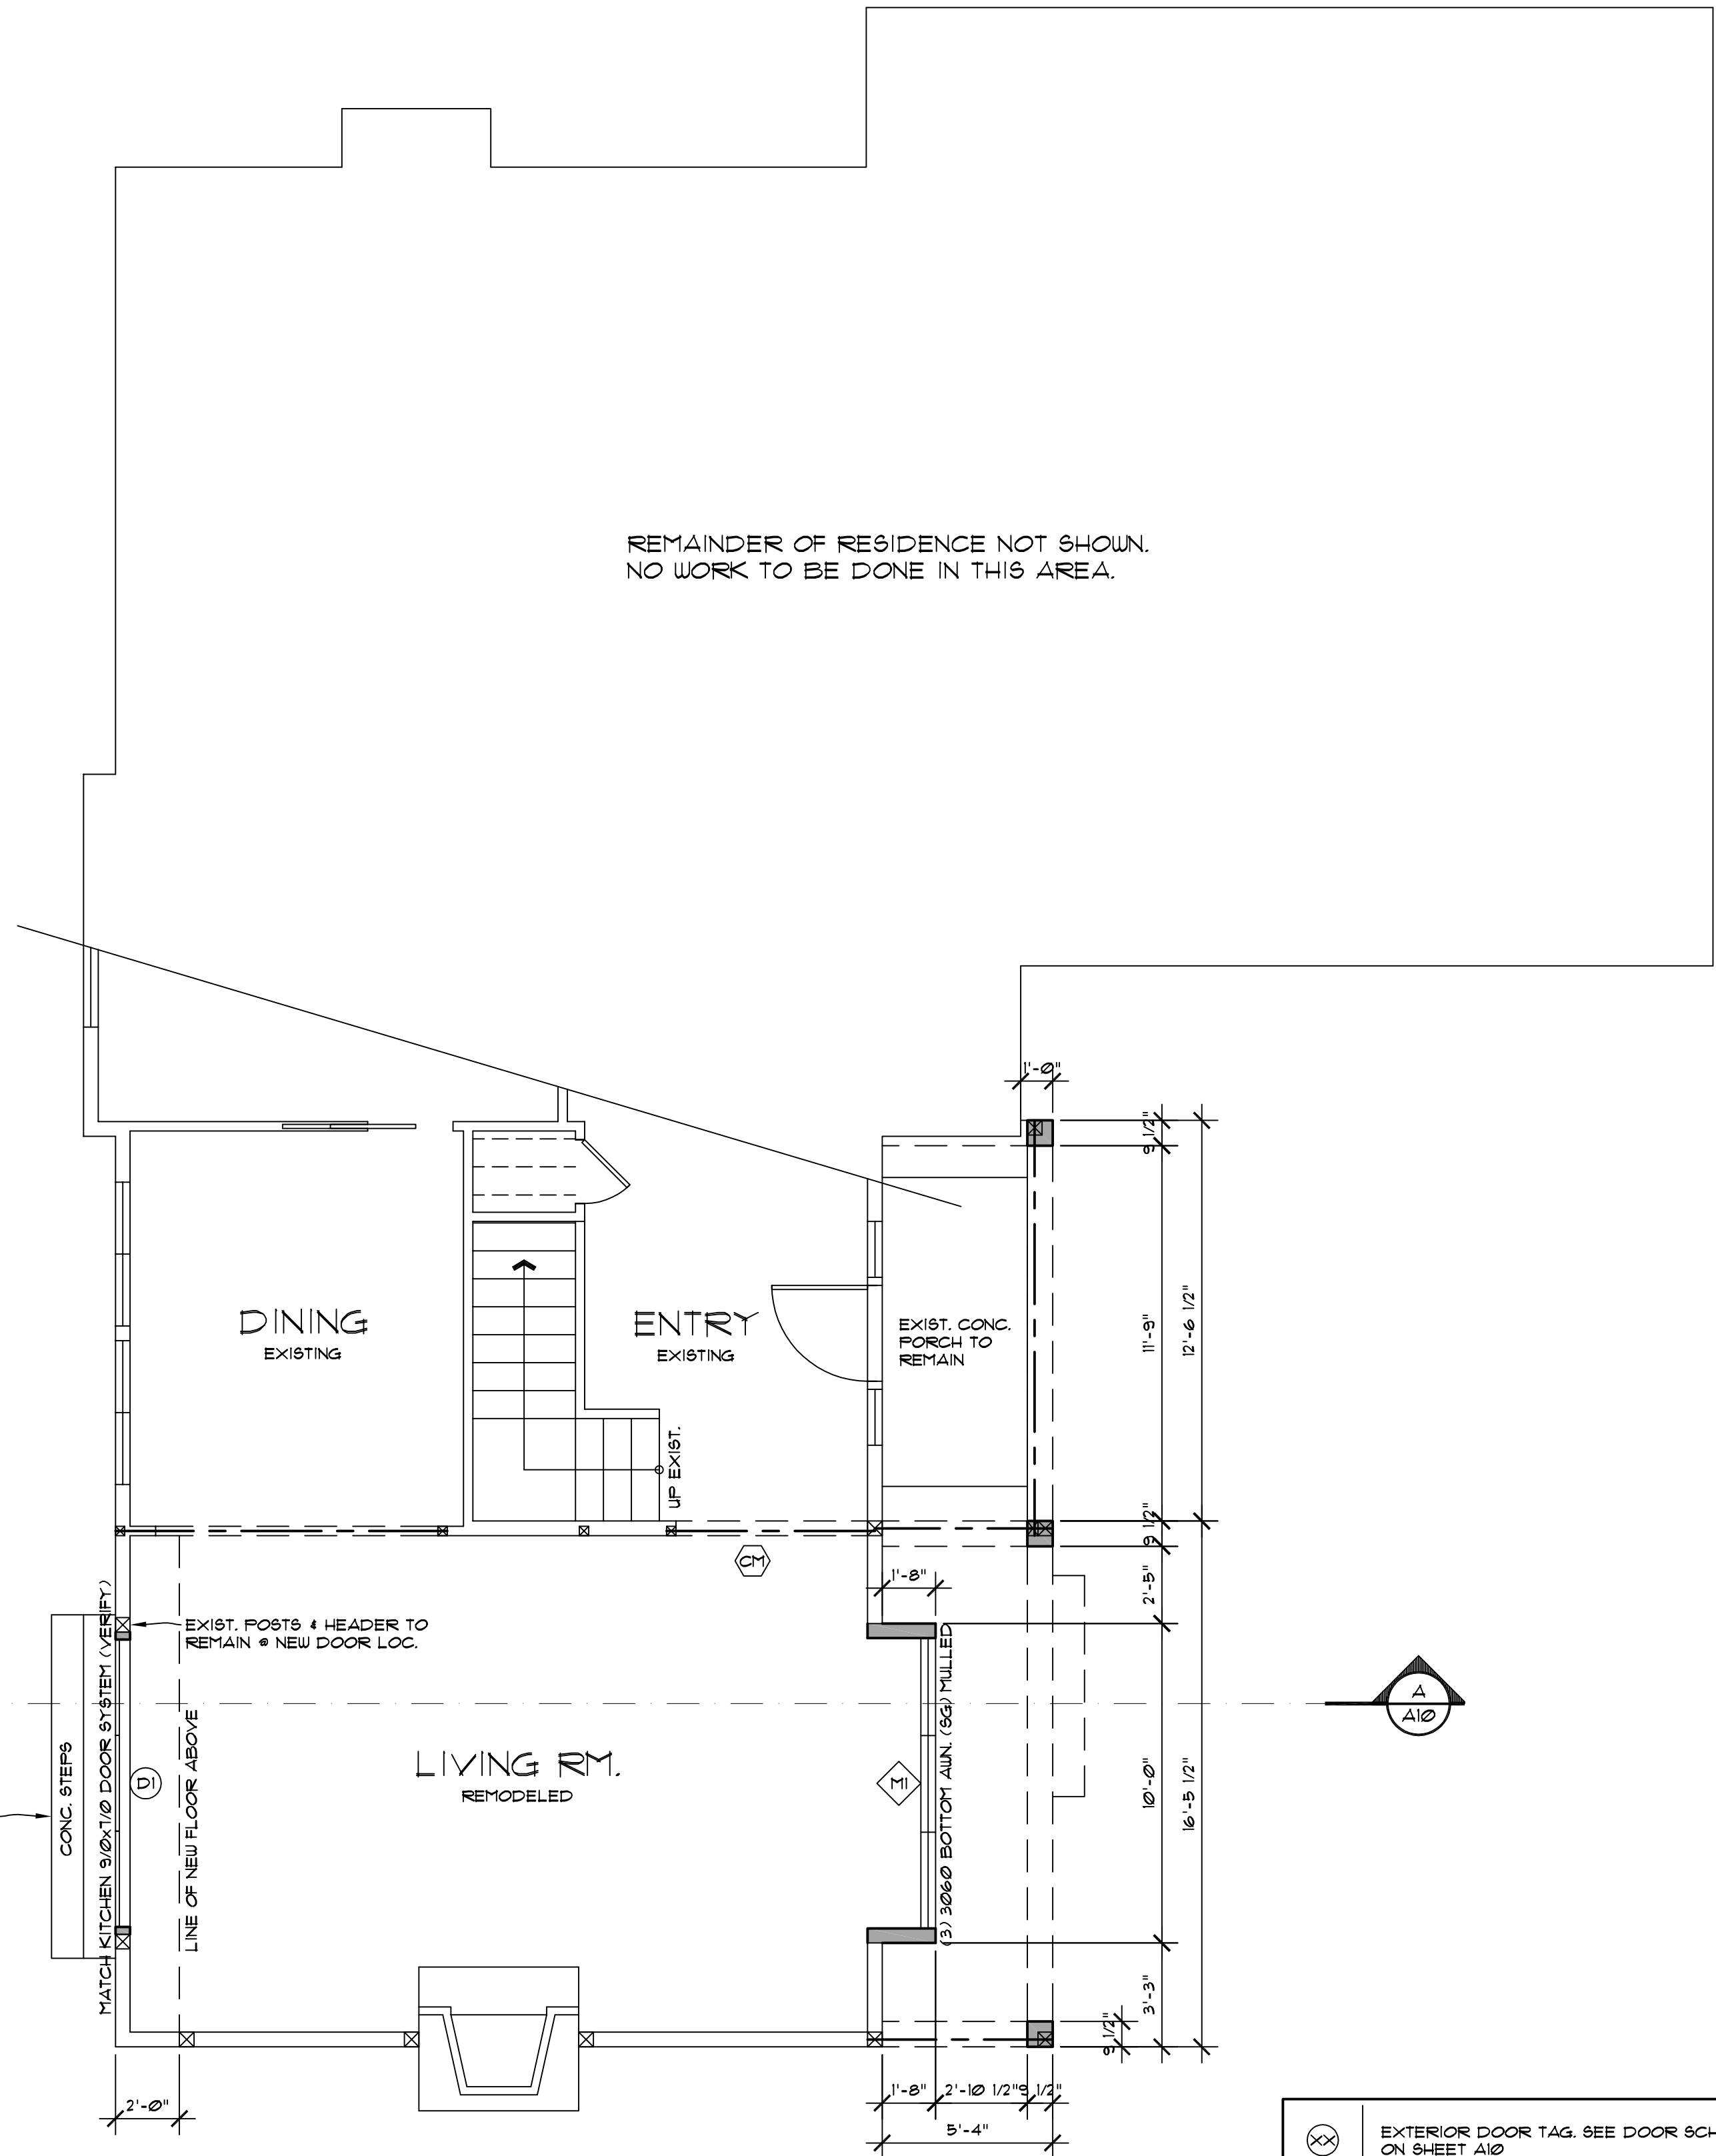 REMAINDER OF RESIDENCE NOT SHOWN.
NO WORK TO BE DONE IN THIS AREA.
1'-0"
9 1/2"
11'-9"
12'-6 1/2"
DINING
EXISTING
ENTRY
EXISTING
EXIST. CONC.
PORCH TO
REMAIN
UP EXIST.
9 1/2"
CM
1'-8"
2'-5"
EXIST. POSTS & HEADER TO
REMAIN @ NEW DOOR LOC.
MATCH KITCHEN 9/0x7/0 DOOR SYSTEM (VERIFY)
CONC. STEPS
D1
LINE OF NEW FLOOR ABOVE
LIVING RM.
REMODELED
M1
(3) 3060 BOTTOM AWN. (SG) MULLED
10'-0"
16'-5 1/2"
A
A10
3'-3"
9 1/2"
2'-0"
1'-8"
2'-10 1/2"
9 1/2"
5'-4"
XX
EXTERIOR DOOR TAG. SEE DOOR SCH
ON SHEET A10